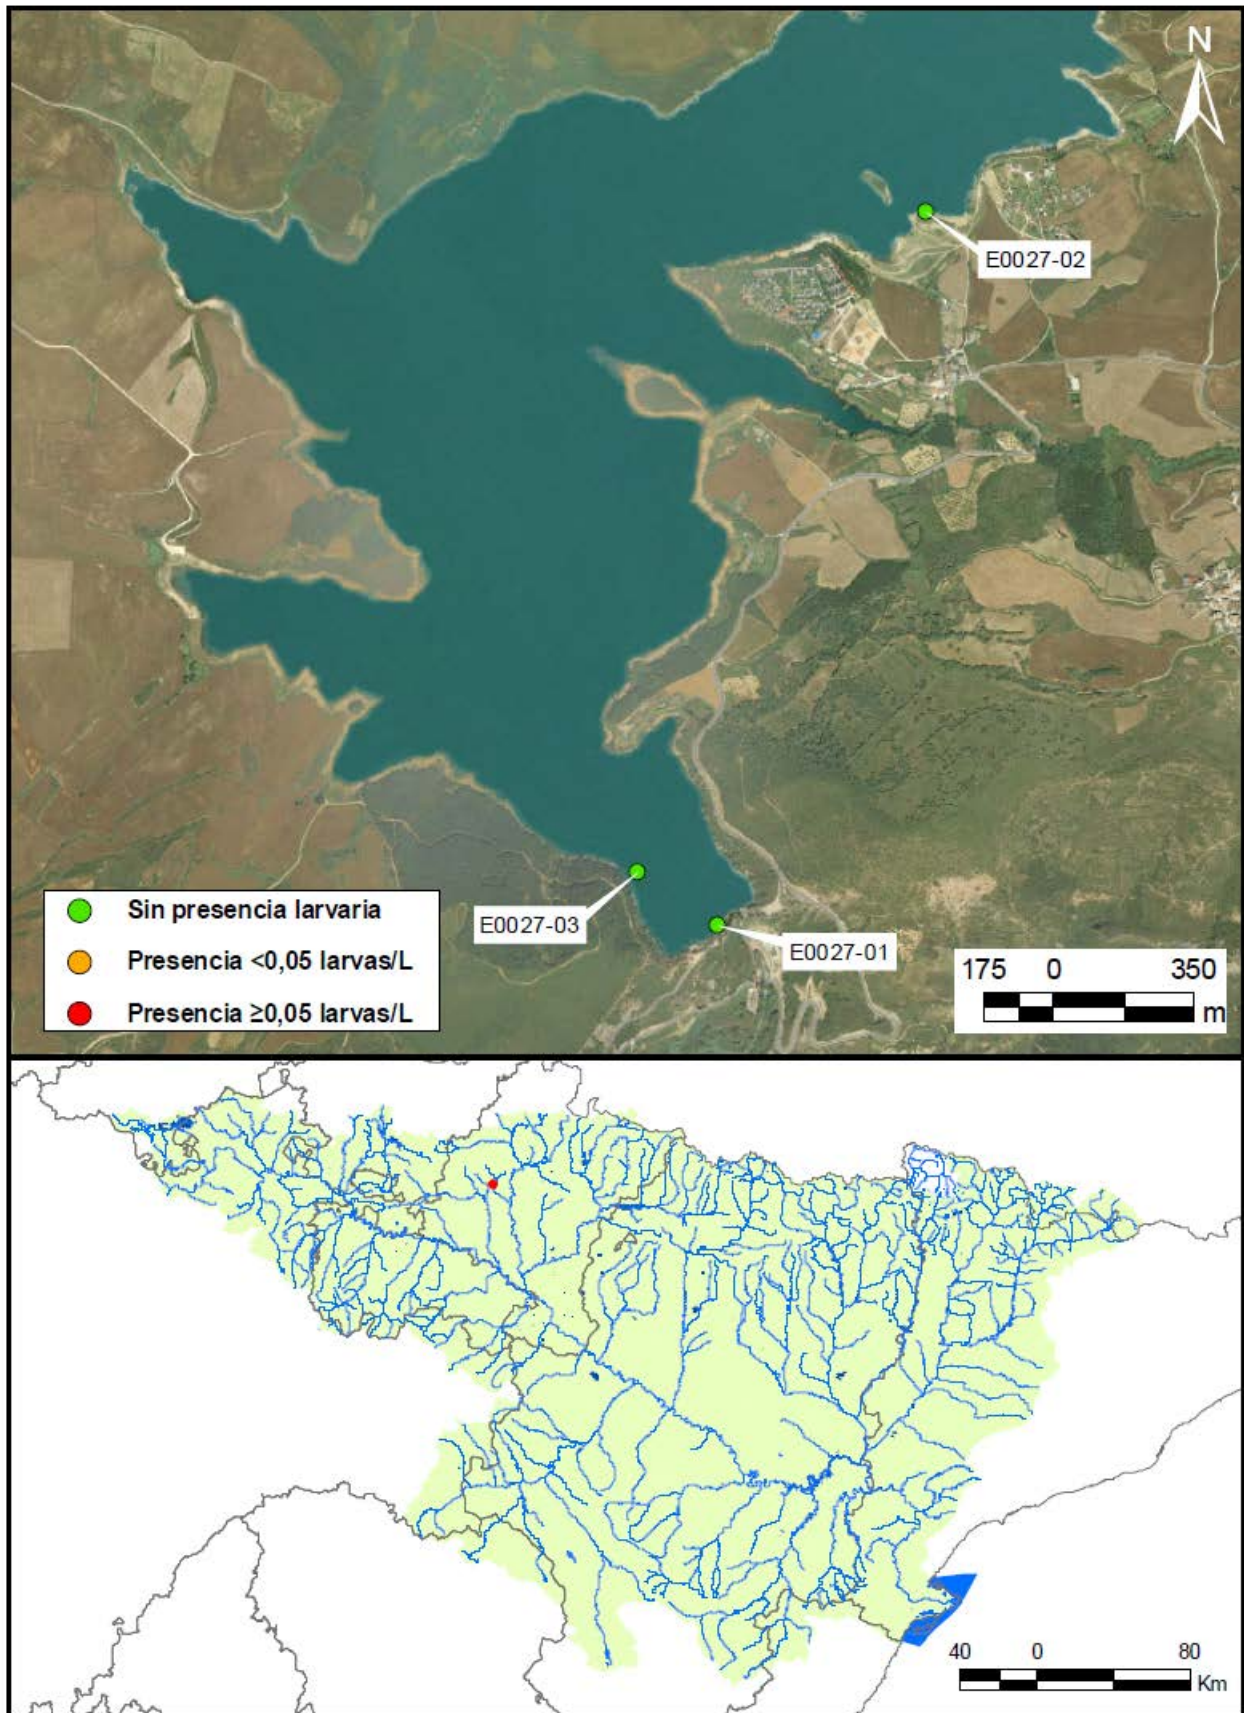 N
E0027-02
E0027-03
E0027-01
Sin presencia larvaria
Presencia <0,05 larvas/L
Presencia ≥0,05 larvas/L
175 0 350
m
40 0 80
Km